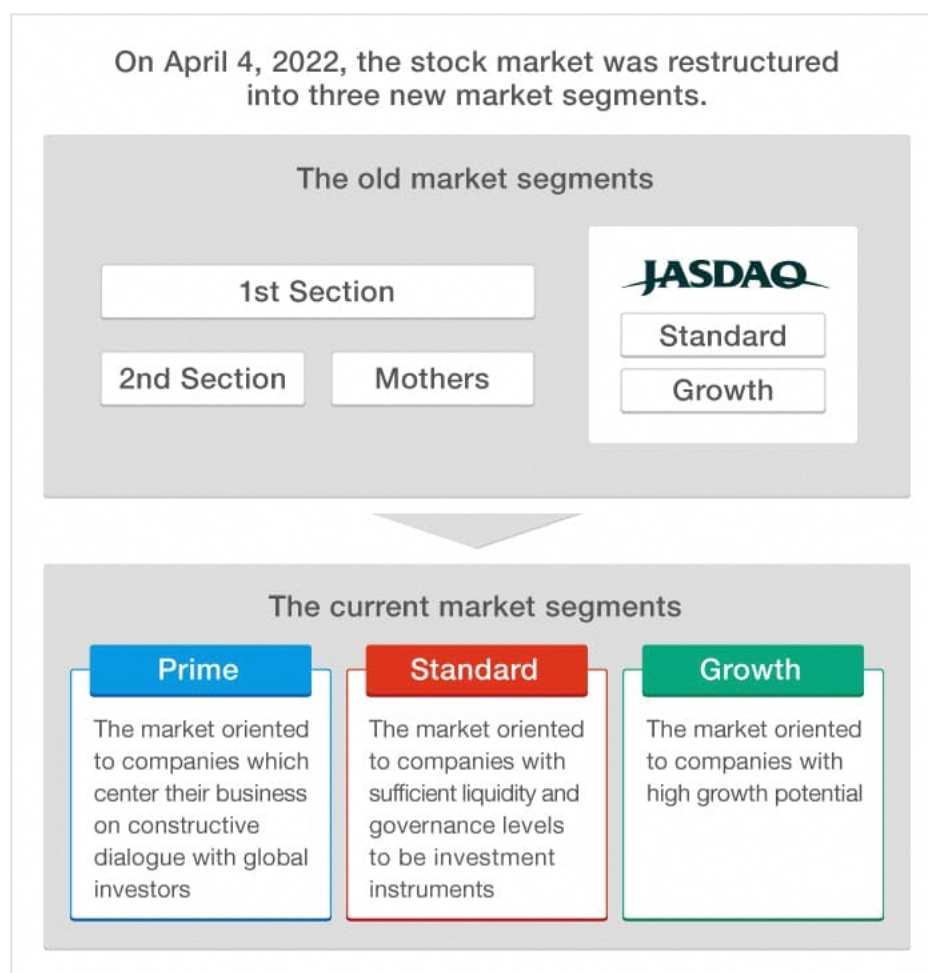 On April 4, 2022, the stock market was restructured
into three new market segments.
The old market segments
1st Section
2nd Section
Mothers
JASDAQ
Standard
Growth
The current market segments
Prime
The market oriented
to companies which
center their business
on constructive
dialogue with global
investors
Standard
The market oriented
to companies with
sufficient liquidity and
governance levels
to be investment
instruments
Growth
The market oriented
to companies with
high growth potential